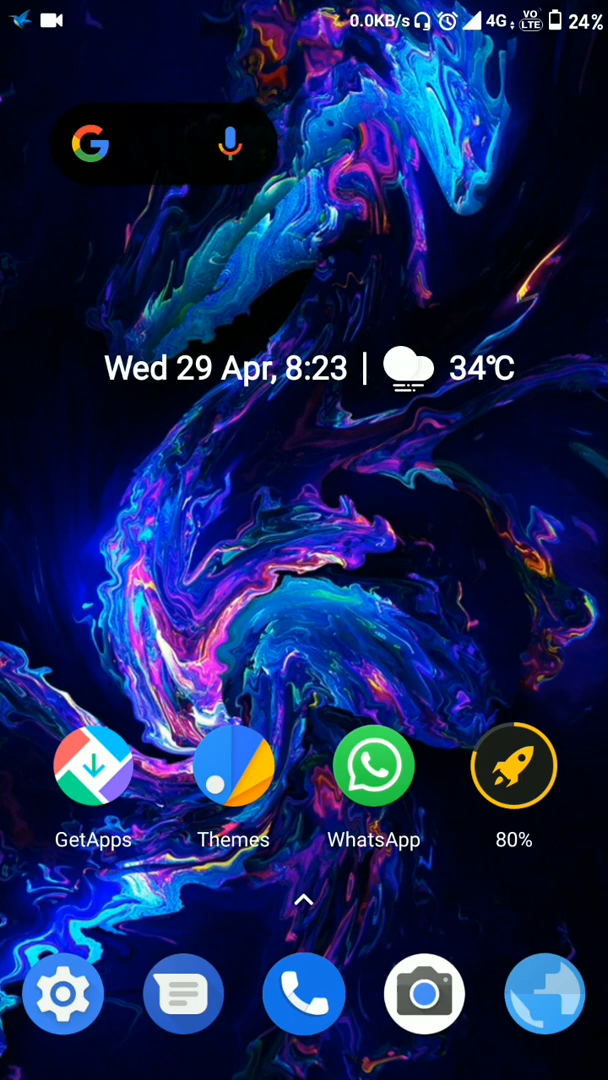 0.0KB/s 4G VO LTE 24%
G
Wed 29 Apr, 8:23 | 34℃
GetApps Themes WhatsApp 80%